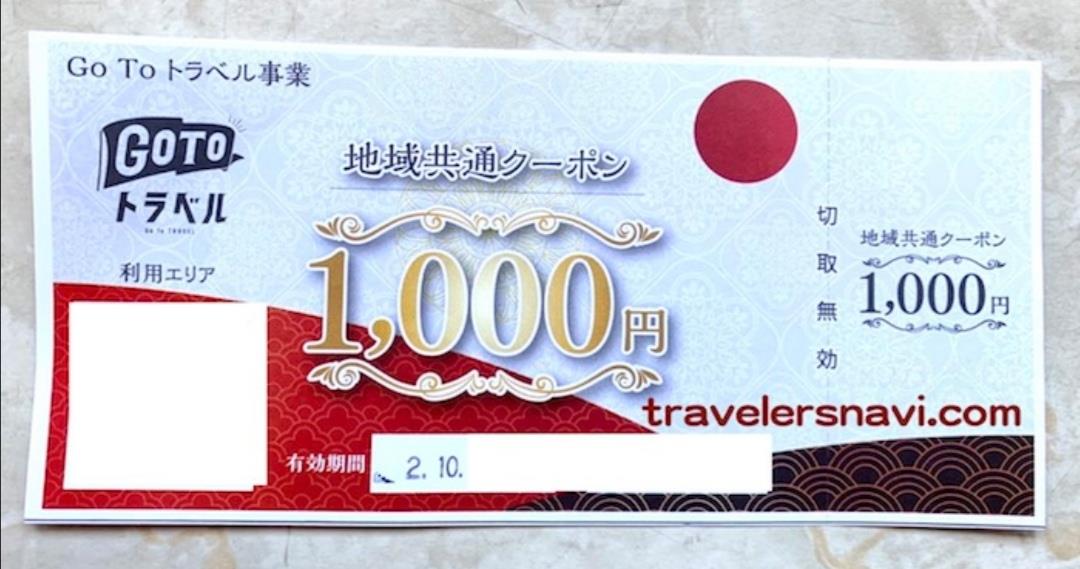 Go To トラベル事業
GOTO
トラベル
Go To TRAVEL
利用エリア
地域共通クーポン
1,000円
切取無効
地域共通クーポン
1,000円
travelersnavi.com
有効期間
2.10.